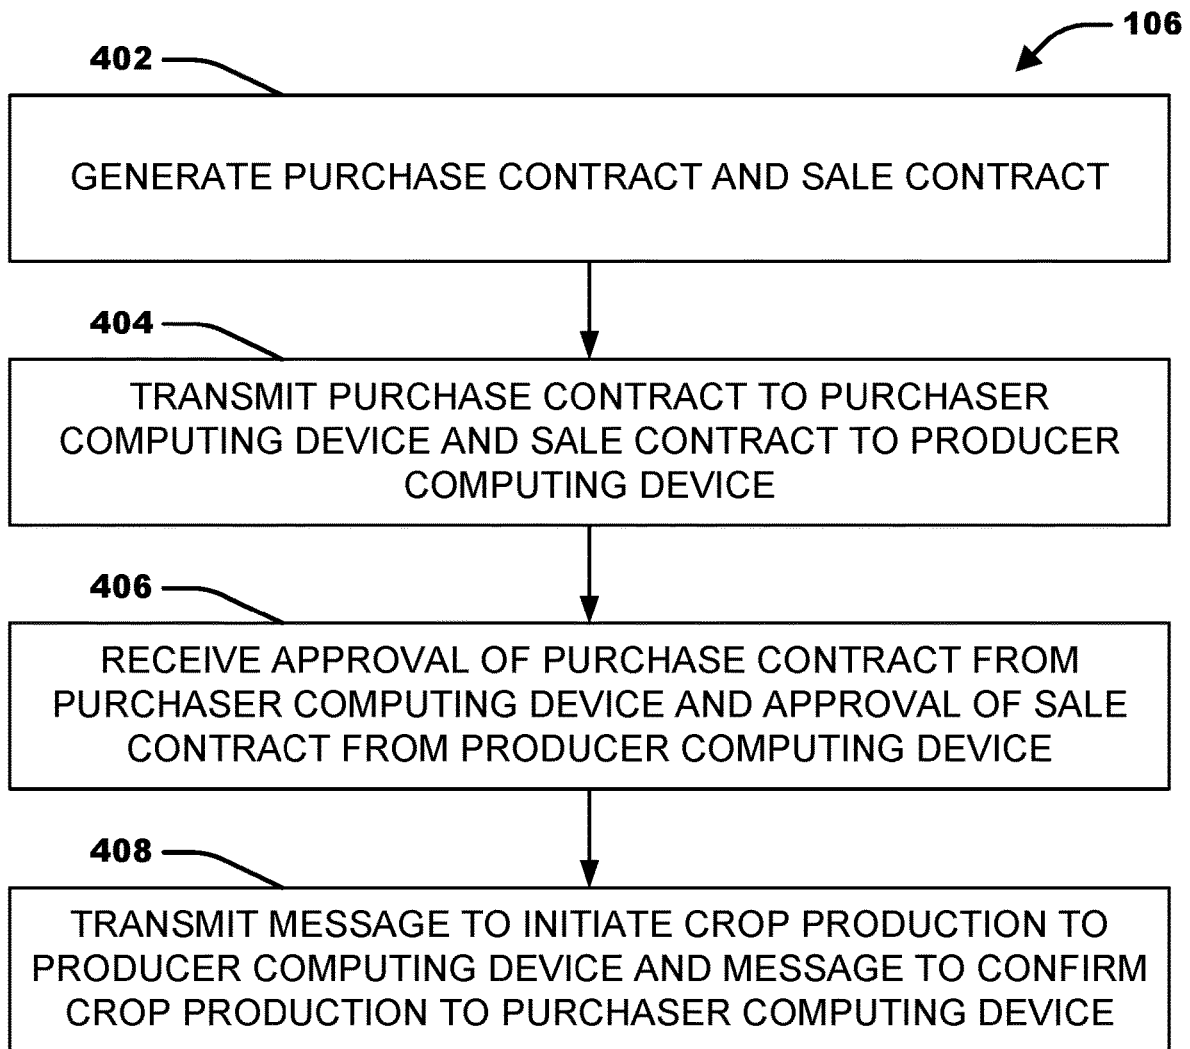 106
402
GENERATE PURCHASE CONTRACT AND SALE CONTRACT
404
TRANSMIT PURCHASE CONTRACT TO PURCHASER
COMPUTING DEVICE AND SALE CONTRACT TO PRODUCER
COMPUTING DEVICE
406
RECEIVE APPROVAL OF PURCHASE CONTRACT FROM
PURCHASER COMPUTING DEVICE AND APPROVAL OF SALE
CONTRACT FROM PRODUCER COMPUTING DEVICE
408
TRANSMIT MESSAGE TO INITIATE CROP PRODUCTION TO
PRODUCER COMPUTING DEVICE AND MESSAGE TO CONFIRM
CROP PRODUCTION TO PURCHASER COMPUTING DEVICE